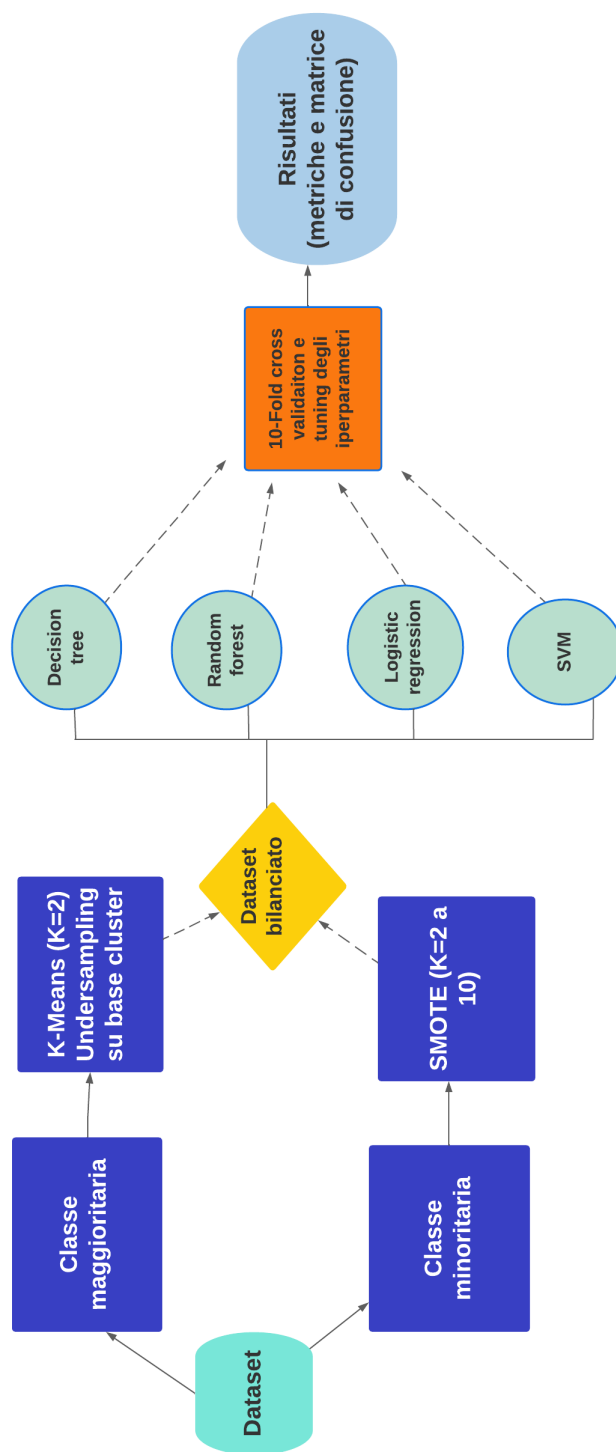 Dataset
Classe
maggioritaria
Classe
minoritaria
K-Means (K=2)
Undersampling
su base cluster
SMOTE (K=2 a
10)
Dataset
bilanciato
Decision
tree
Random
forest
Logistic
regression
SVM
10-Fold cross
validaiton e
tuning degli
iperparametri
Risultati
(metriche e matrice
di confusione)